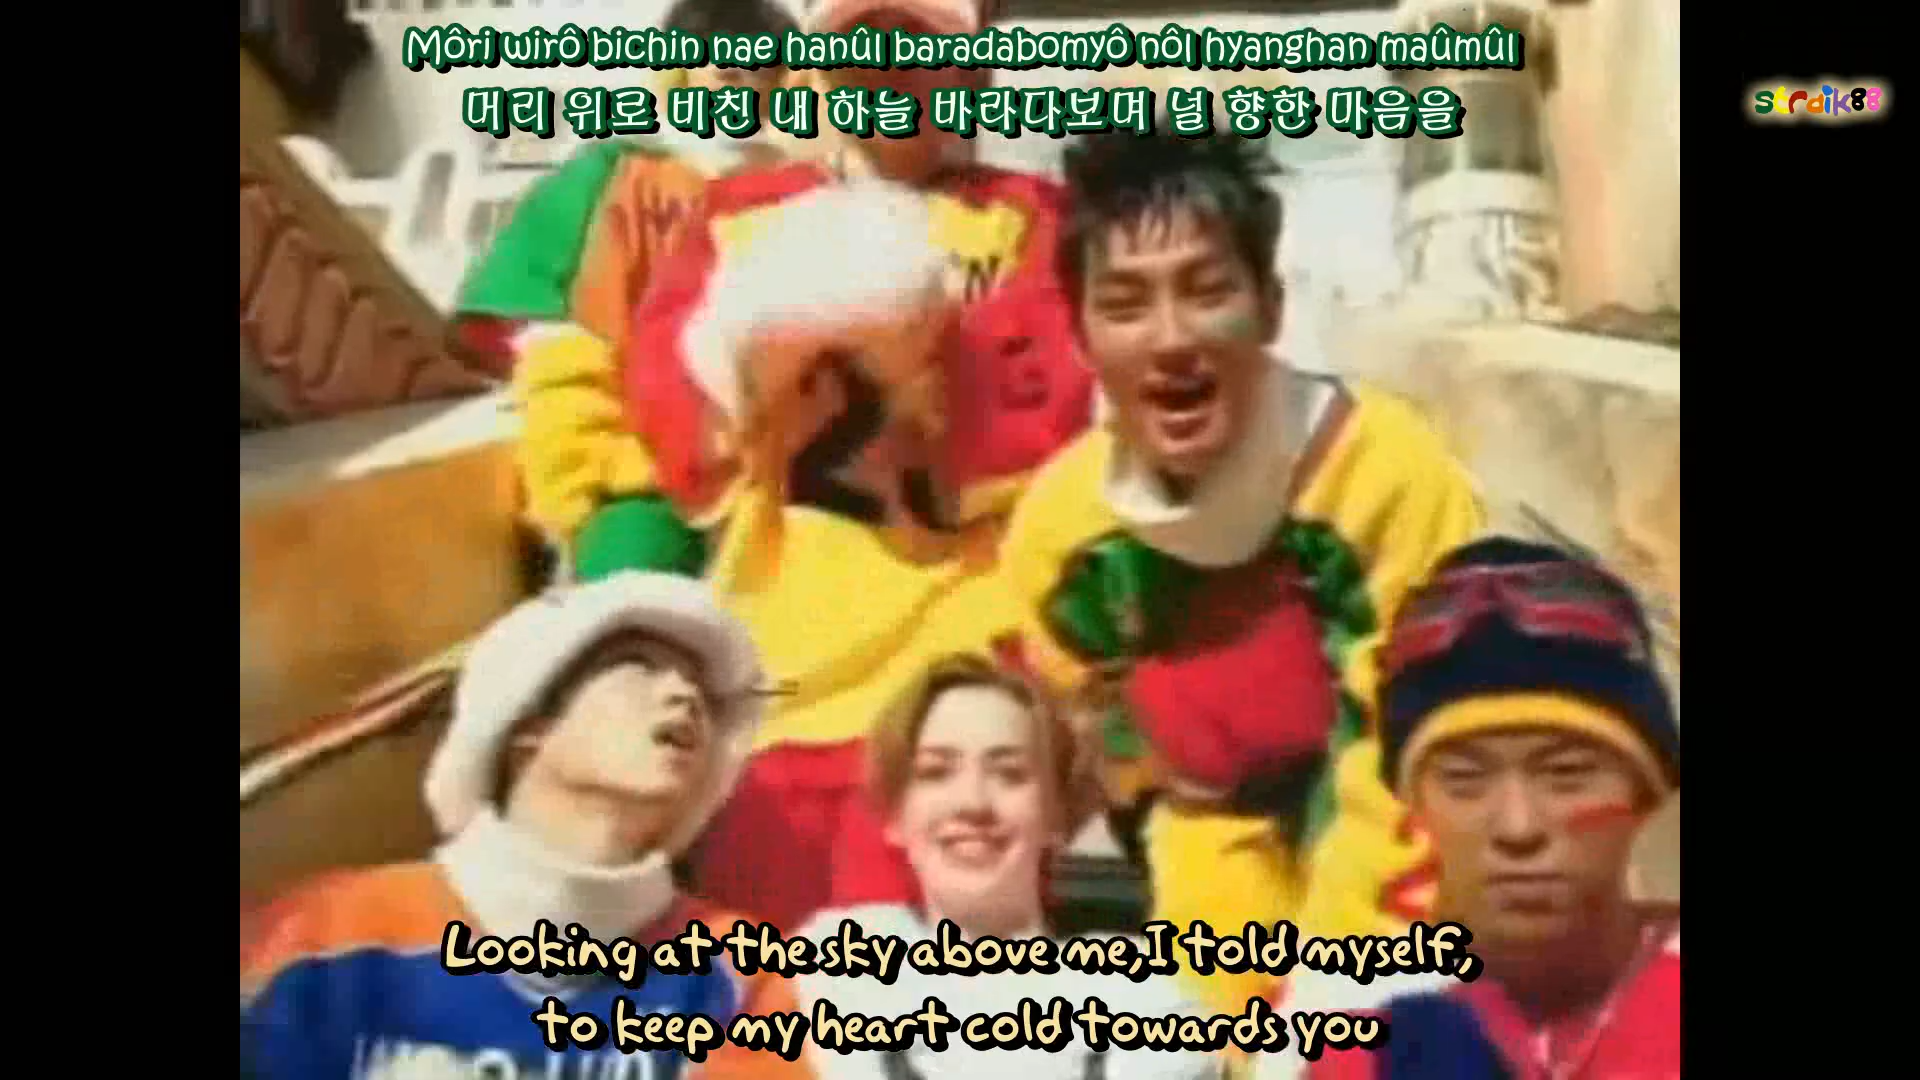 Môri wirô bichin nae hanûl baradabomyô nôl hyanghan maûmûl
머리 위로 비친 내 하늘 바라다보며 널 향한 마음을
strdik88
Looking at the sky above me,I told myself,
to keep my heart cold towards you